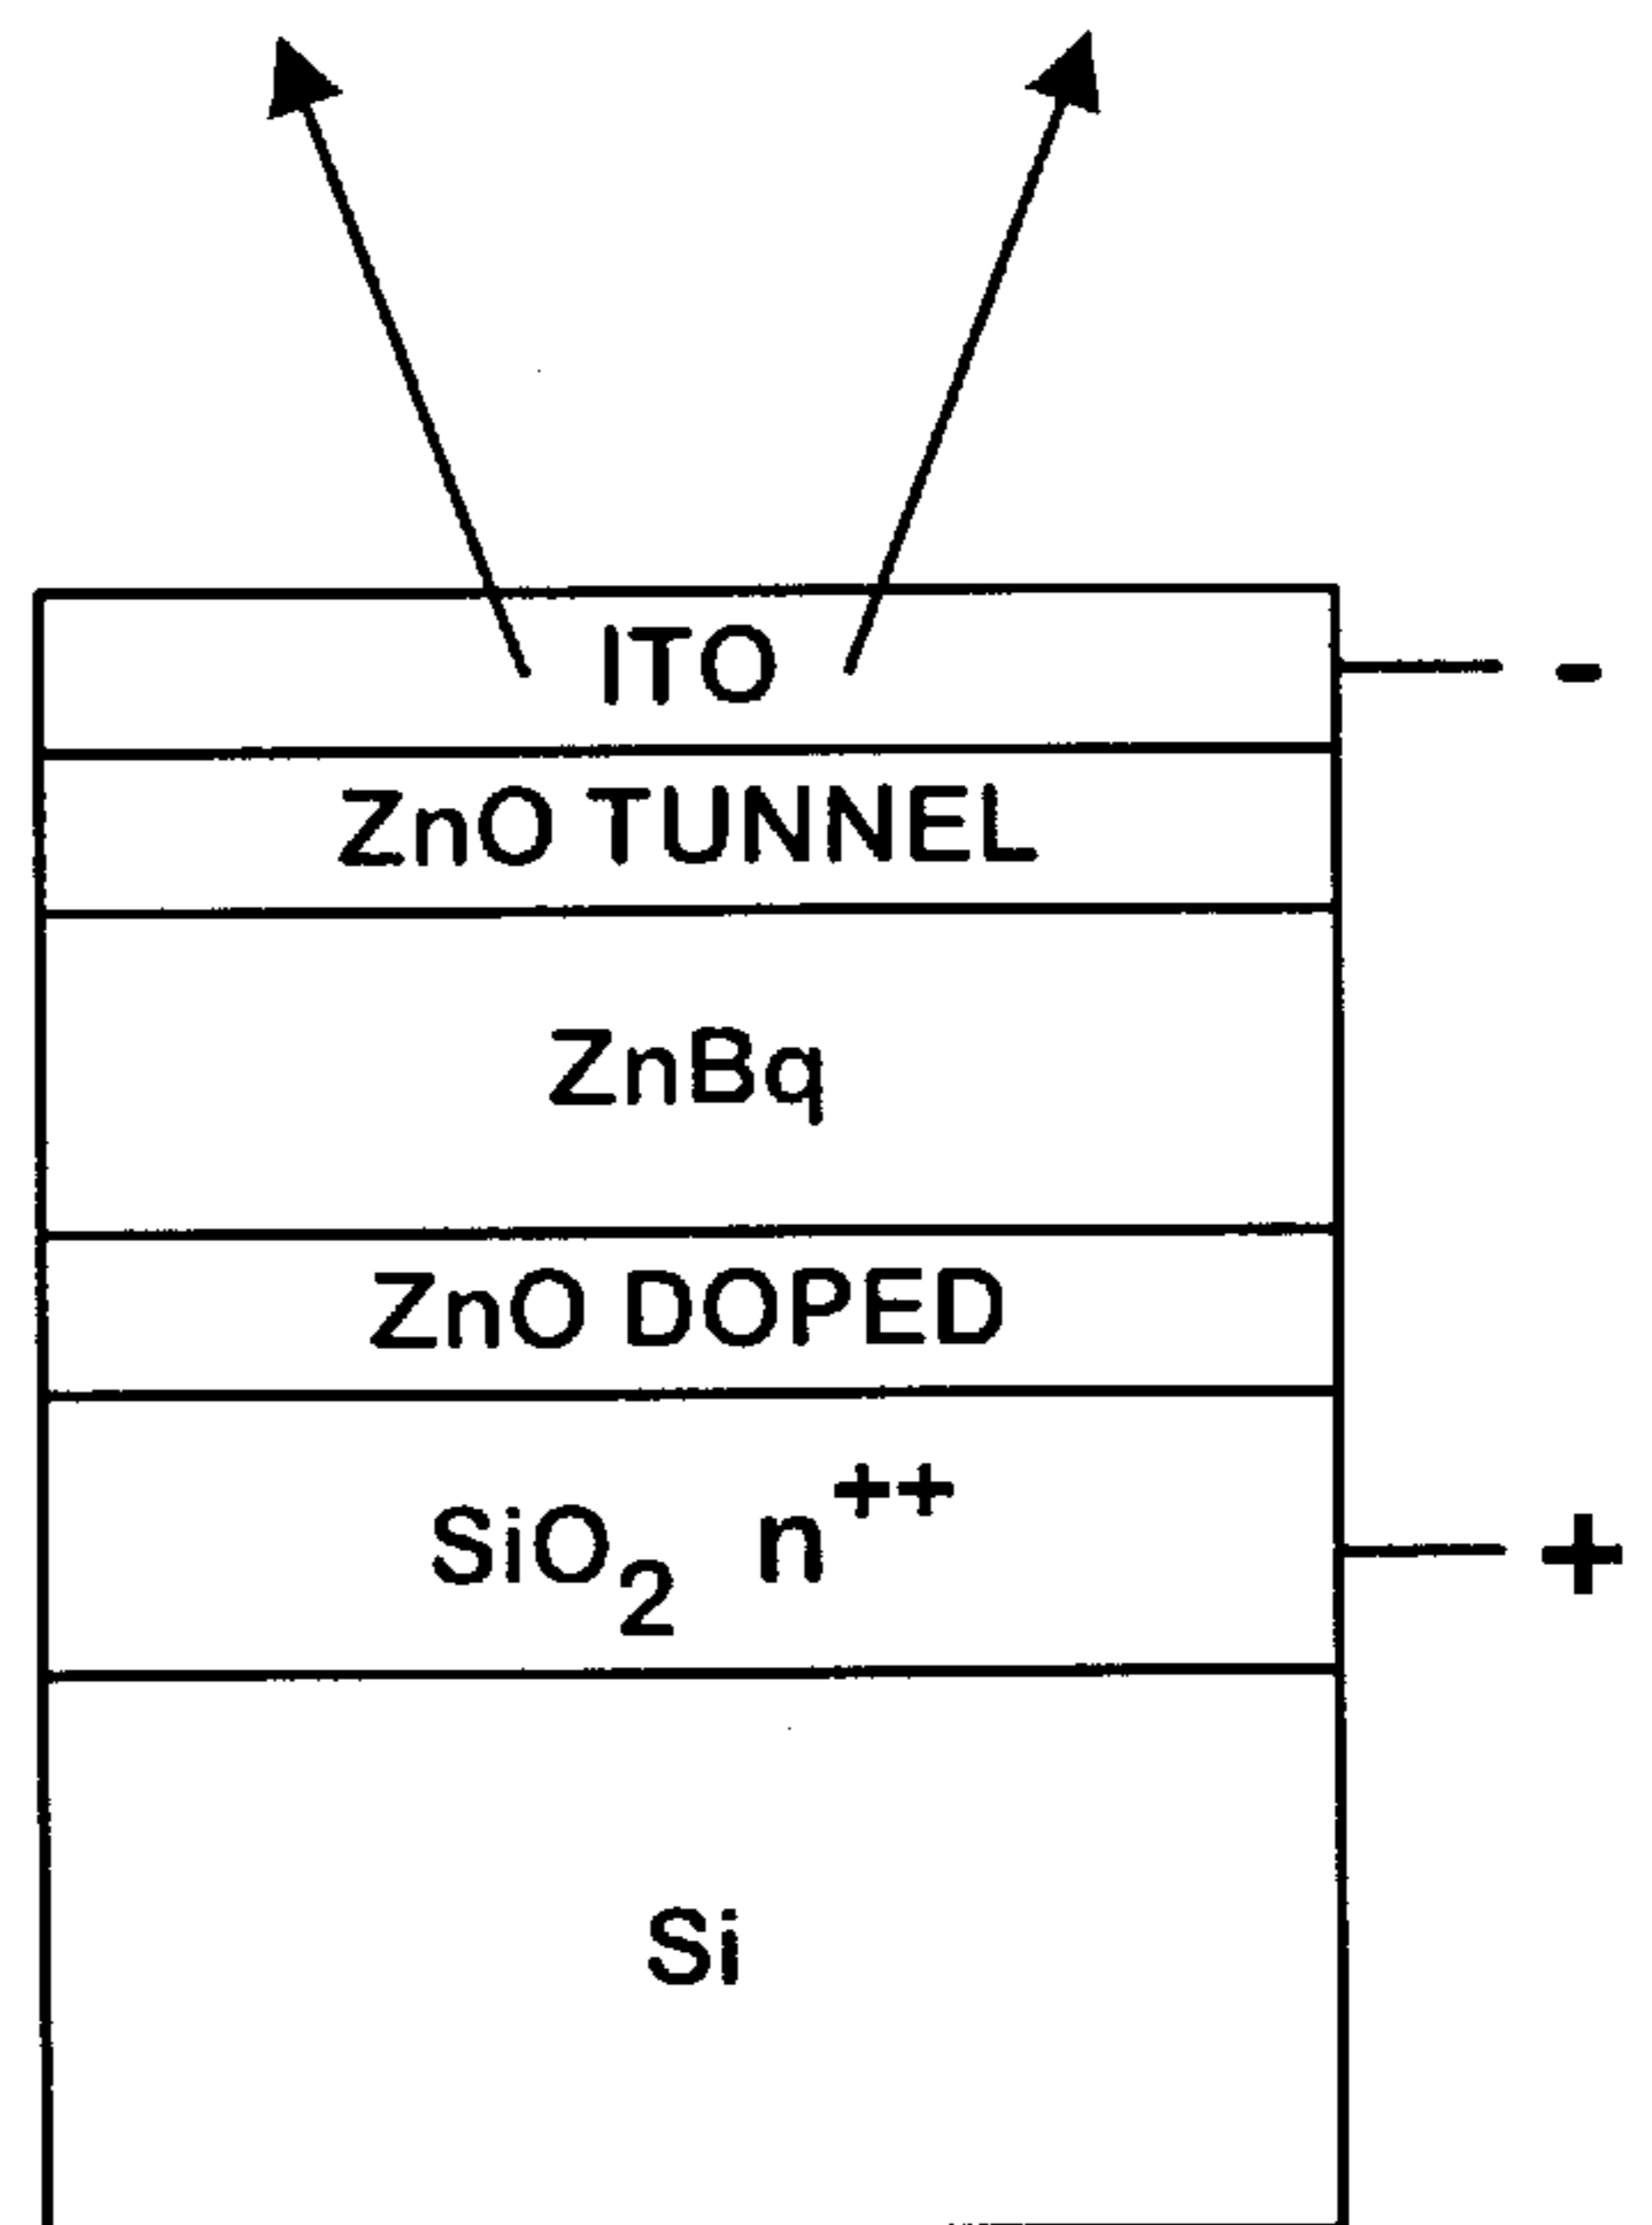 ITO -
ZnO TUNNEL
ZnBq
ZnO DOPED
SiO₂ n⁺⁺ +
Si